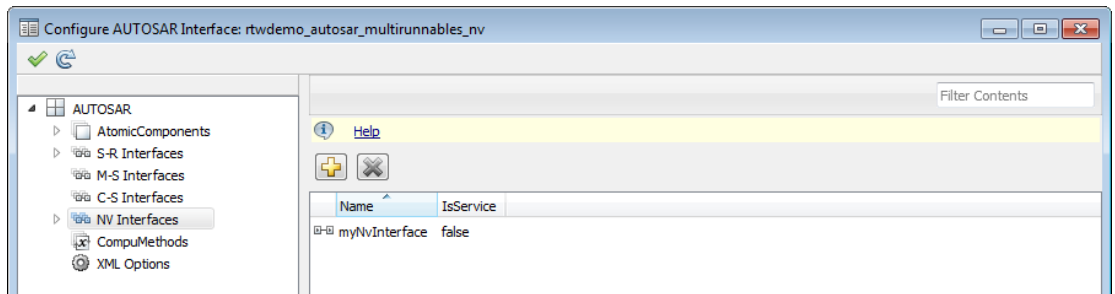 Configure AUTOSAR Interface: rtwdemo_autosar_multirunnables_nv
Filter Contents
AUTOSAR
AtomicComponents
S-R Interfaces
M-S Interfaces
C-S Interfaces
NV Interfaces
CompuMethods
XML Options
Help
Name IsService
myNvInterface false